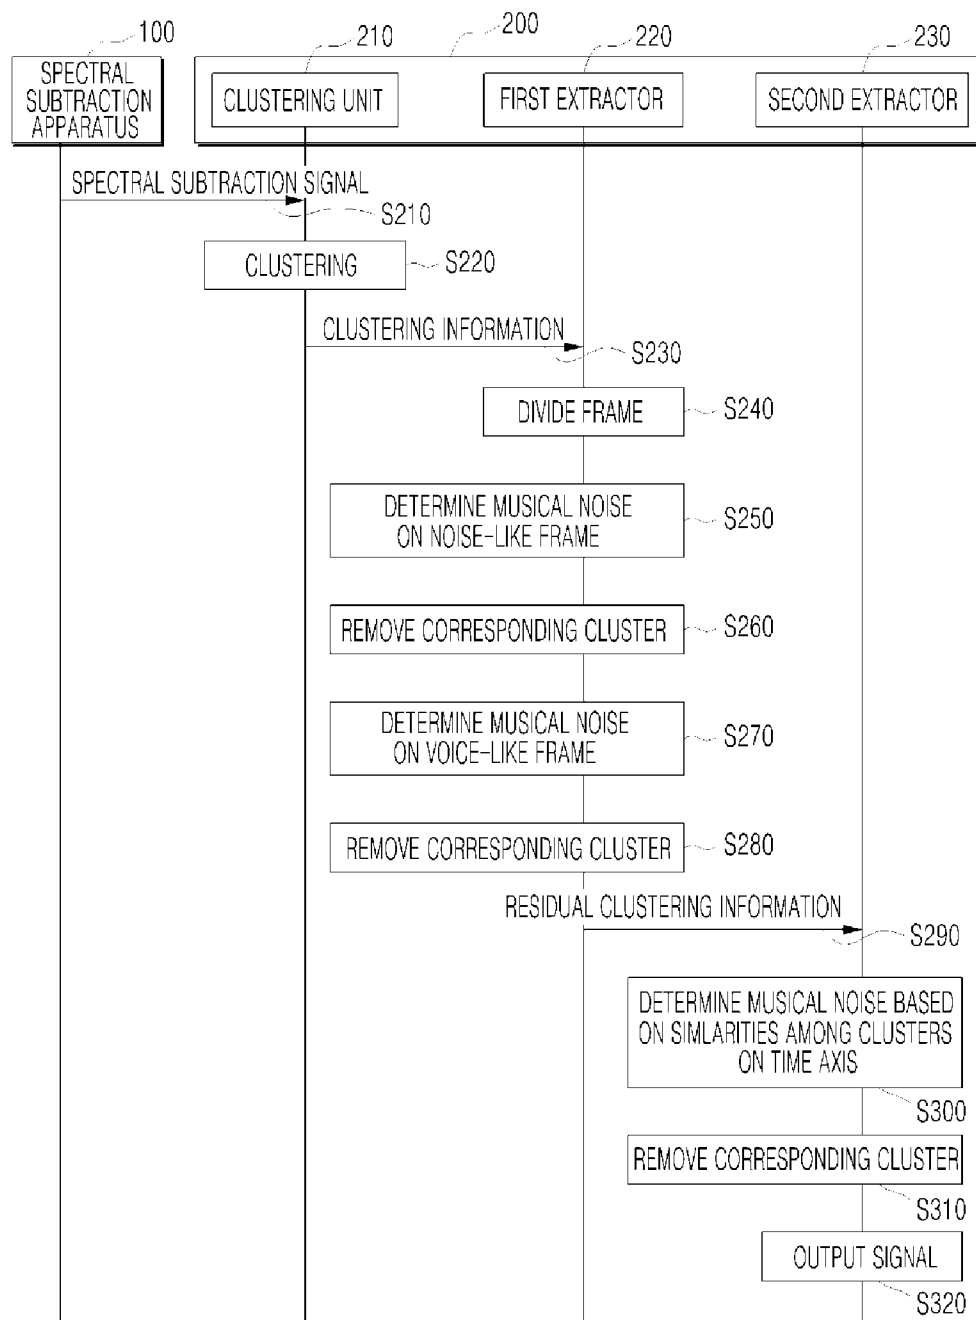 100
210
200
220
230
SPECTRAL
SUBTRACTION
APPARATUS
CLUSTERING UNIT
FIRST EXTRACTOR
SECOND EXTRACTOR
SPECTRAL SUBTRACTION SIGNAL
S210
CLUSTERING
S220
CLUSTERING INFORMATION
S230
DIVIDE FRAME
S240
DETERMINE MUSICAL NOISE
ON NOISE-LIKE FRAME
S250
REMOVE CORRESPONDING CLUSTER
S260
DETERMINE MUSICAL NOISE
ON VOICE-LIKE FRAME
S270
REMOVE CORRESPONDING CLUSTER
S280
RESIDUAL CLUSTERING INFORMATION
S290
DETERMINE MUSICAL NOISE BASED
ON SIMLARITIES AMONG CLUSTERS
ON TIME AXIS
S300
REMOVE CORRESPONDING CLUSTER
S310
OUTPUT SIGNAL
S320